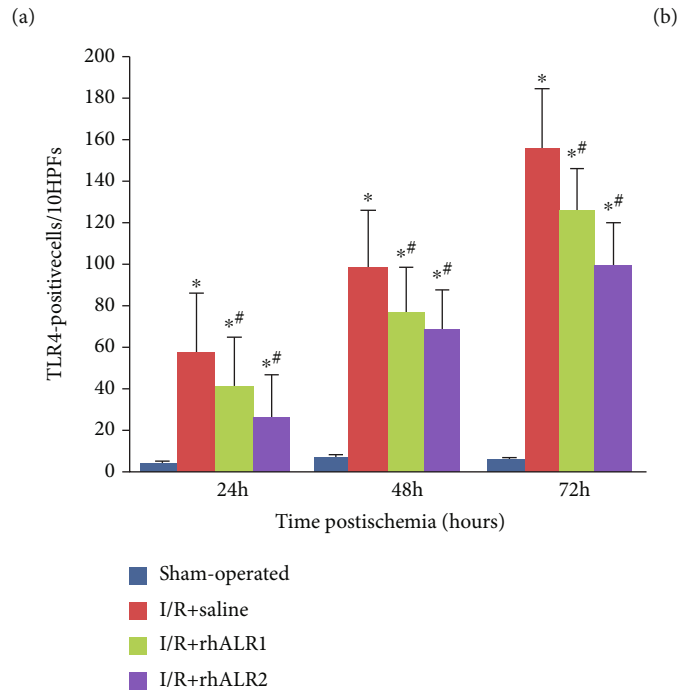 (a) (b)
200
180
160
140
120
100
80
60
40
20
0
TLR4-positivecells/10HPFs
* *# *#
* *# *#
* *# *#
24h 48h 72h
Time postischemia (hours)
Sham-operated
I/R+saline
I/R+rhALR1
I/R+rhALR2